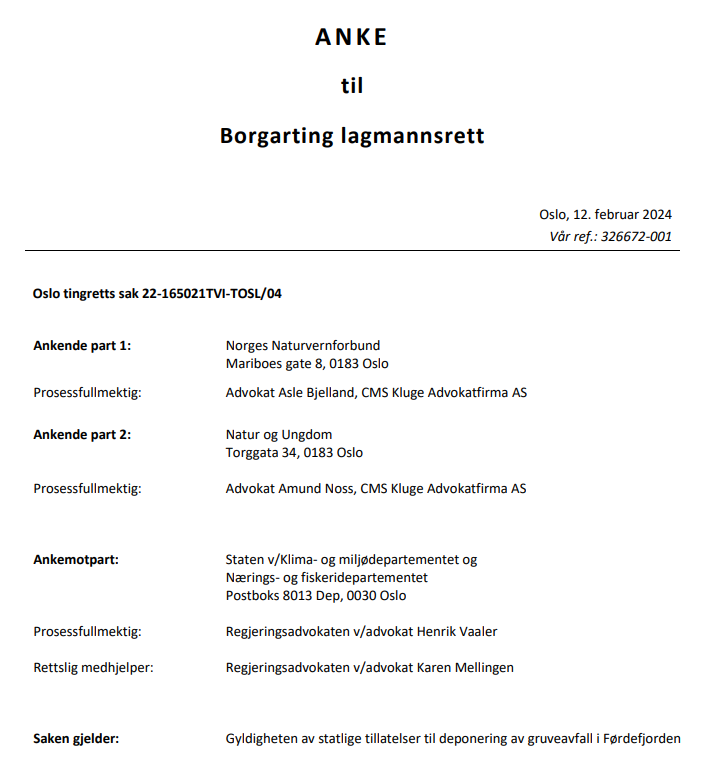 ANKE
til
Borgarting lagmannsrett
Oslo, 12. februar 2024
Vår ref.: 326672-001
Oslo tingretts sak 22-165021TVI-TOSL/04
Ankende part 1: Norges Naturvernforbund
Mariboes gate 8, 0183 Oslo
Prosessfullmektig: Advokat Asle Bjelland, CMS Kluge Advokatfirma AS
Ankende part 2: Natur og Ungdom
Torggata 34, 0183 Oslo
Prosessfullmektig: Advokat Amund Noss, CMS Kluge Advokatfirma AS
Ankemotpart: Staten v/Klima- og miljødepartementet og
Nærings- og fiskeridepartementet
Postboks 8013 Dep, 0030 Oslo
Prosessfullmektig: Regjeringsadvokaten v/advokat Henrik Vaaler
Rettslig medhjelper: Regjeringsadvokaten v/advokat Karen Mellingen
Saken gjelder: Gyldigheten av statlige tillatelser til deponering av gruveavfall i Førdefjorden